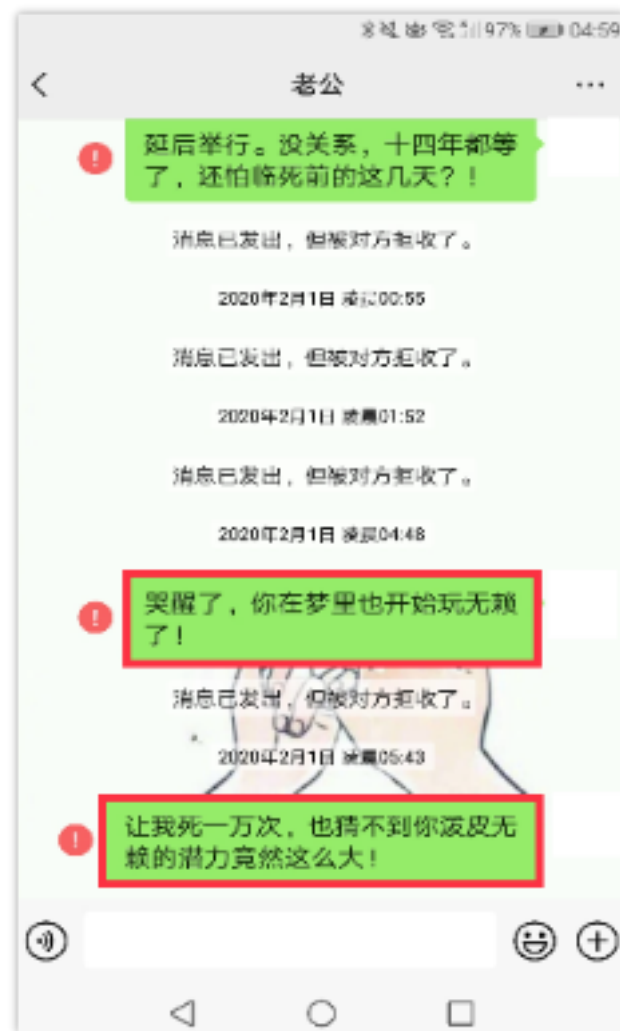 97% 04:59
老公
延后举行。没关系，十四年都等
了，还怕临死前的这几天？！
消息已发出，但被对方拒收了。
2020年2月1日 凌晨00:55
消息已发出，但被对方拒收了。
2020年2月1日 凌晨01:52
消息已发出，但被对方拒收了。
2020年2月1日 凌晨04:48
哭醒了，你在梦里也开始玩无赖
了！
消息已发出，但被对方拒收了。
2020年2月1日 凌晨05:43
让我死一万次，也猜不到你泼皮无
赖的潜力竟然这么大！